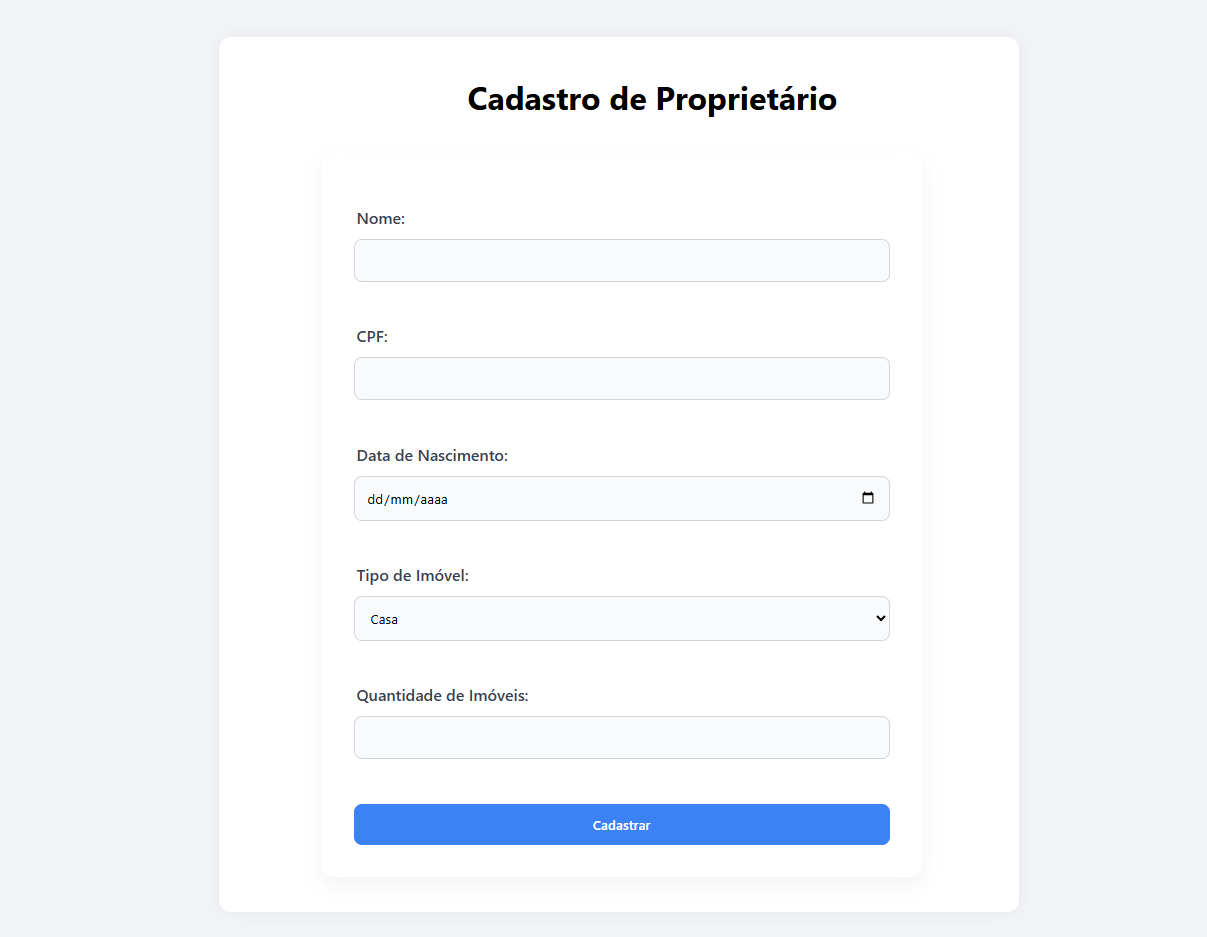 Cadastro de Proprietário
Nome:
CPF:
Data de Nascimento:
dd/mm/aaaa
Tipo de Imóvel:
Casa
Quantidade de Imóveis:
Cadastrar